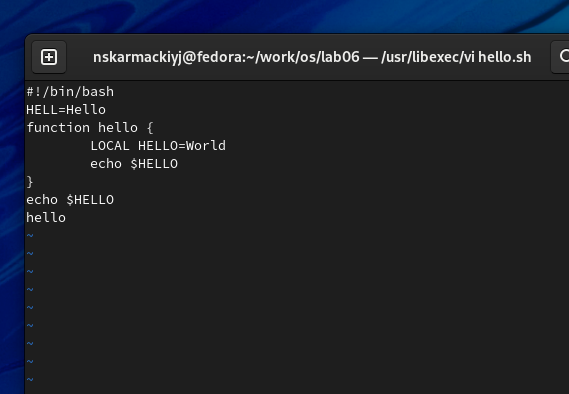 nskarmackiyj@fedora:~/work/os/lab06 — /usr/libexec/vi hello.sh
#!/bin/bash
HELL=Hello
function hello {
        LOCAL HELLO=World
        echo $HELLO
}
echo $HELLO
hello
~
~
~
~
~
~
~
~
~